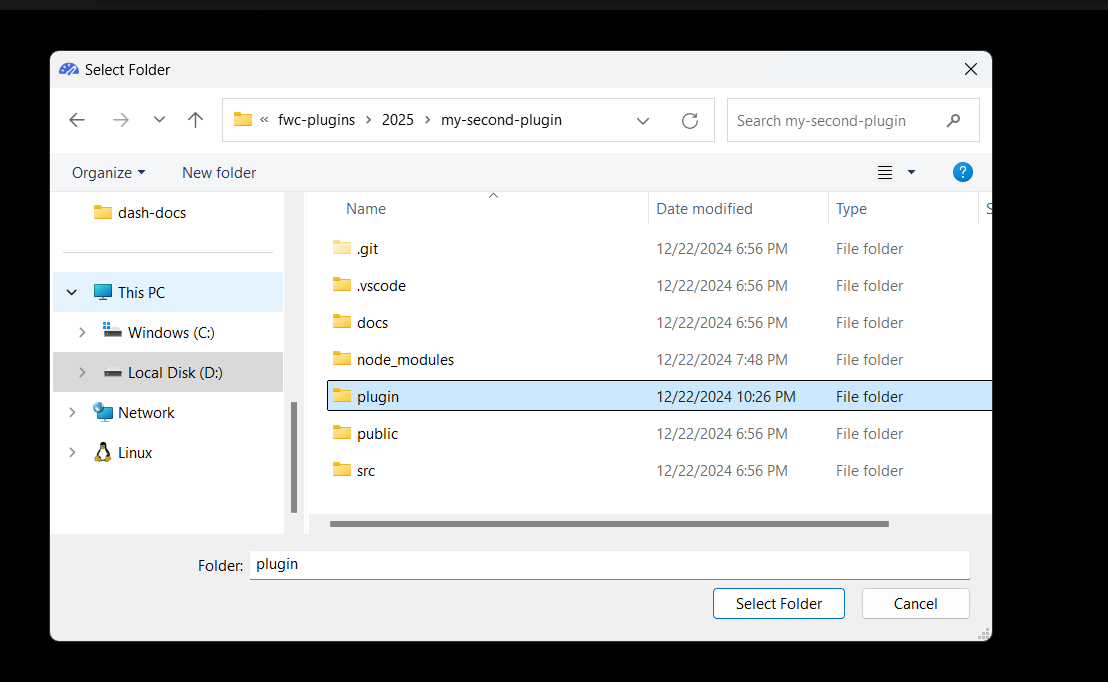 Select Folder
« fwc-plugins > 2025 > my-second-plugin
Search my-second-plugin
Organize
New folder
?
dash-docs
This PC
Windows (C:)
Local Disk (D:)
Network
Linux
Name Date modified Type S
.git 12/22/2024 6:56 PM File folder
.vscode 12/22/2024 6:56 PM File folder
docs 12/22/2024 6:56 PM File folder
node_modules 12/22/2024 7:48 PM File folder
plugin 12/22/2024 10:26 PM File folder
public 12/22/2024 6:56 PM File folder
src 12/22/2024 6:56 PM File folder
Folder: plugin
Select Folder
Cancel